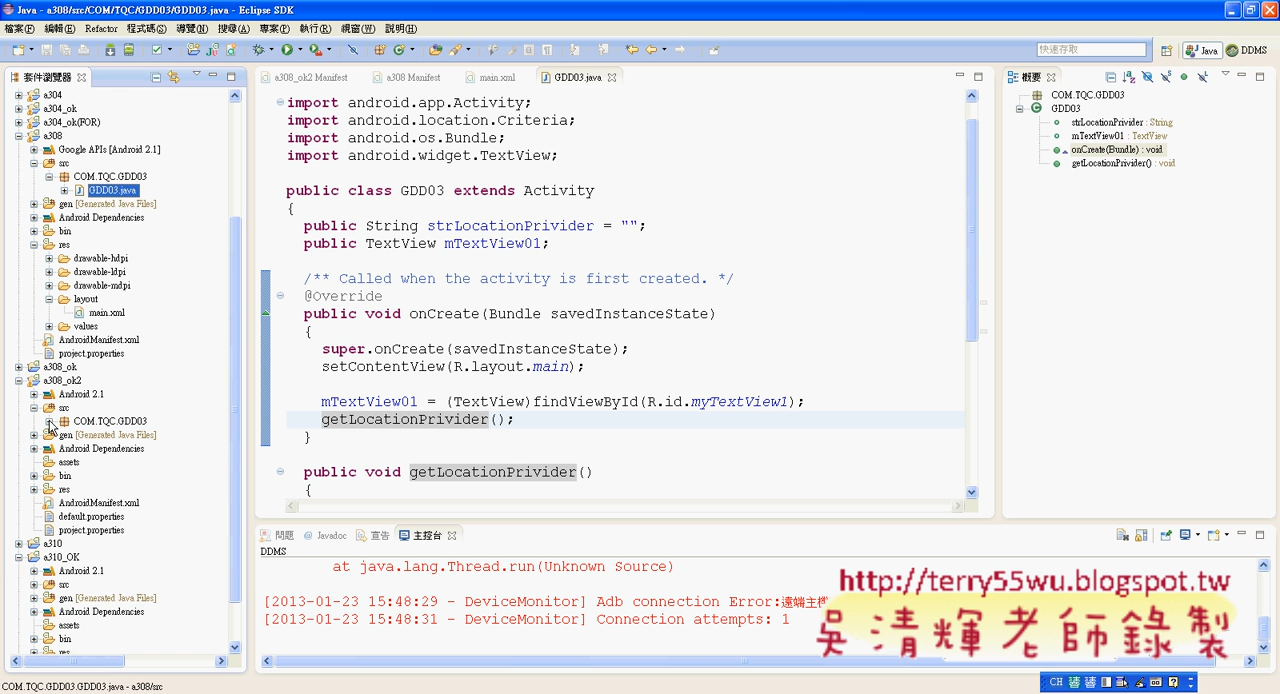 Java - a308/src/COM/TQC/GDD03/GDD03.java - Eclipse SDK
檔案(F) 編輯(E) Refactor 程式碼(S) 導覽(N) 搜尋(A) 專案(P) 執行(R) 視窗(W) 說明(H)
快速存取 Java DDMS
套件瀏覽器
a304
a304_ok
a304_ok(FOR)
a308
Google APIs [Android 2.1]
src
COM.TQC.GDD03
GDD03.java
gen [Generated Java Files]
Android Dependencies
bin
res
drawable-hdpi
drawable-ldpi
drawable-mdpi
layout
main.xml
values
AndroidManifest.xml
project.properties
a308_ok
a308_ok2
Android 2.1
src
COM.TQC.GDD03
gen [Generated Java Files]
Android Dependencies
assets
bin
res
AndroidManifest.xml
default.properties
project.properties
a310
a310_OK
Android 2.1
src
gen [Generated Java Files]
Android Dependencies
assets
bin
res
a308_ok2 Manifest a308 Manifest main.xml GDD03.java
import android.app.Activity;
import android.location.Criteria;
import android.os.Bundle;
import android.widget.TextView;
public class GDD03 extends Activity
{
public String strLocationPrivider = "";
public TextView mTextView01;
/** Called when the activity is first created. */
@Override
public void onCreate(Bundle savedInstanceState)
{
super.onCreate(savedInstanceState);
setContentView(R.layout.main);
mTextView01 = (TextView)findViewById(R.id.myTextView1);
getLocationPrivider();
}
public void getLocationPrivider()
{
概要
COM.TQC.GDD03
GDD03
strLocationPrivider : String
mTextView01 : TextView
onCreate(Bundle) : void
getLocationPrivider() : void
問題 Javadoc 宣告 主控台
DDMS
at java.lang.Thread.run(Unknown Source)
[2013-01-23 15:48:29 - DeviceMonitor] Adb connection Error:遠端主機
[2013-01-23 15:48:31 - DeviceMonitor] Connection attempts: 1
http://terry55wu.blogspot.tw
吳清輝老師錄製
CH
COM.TQC.GDD03.GDD03.java - a308/src